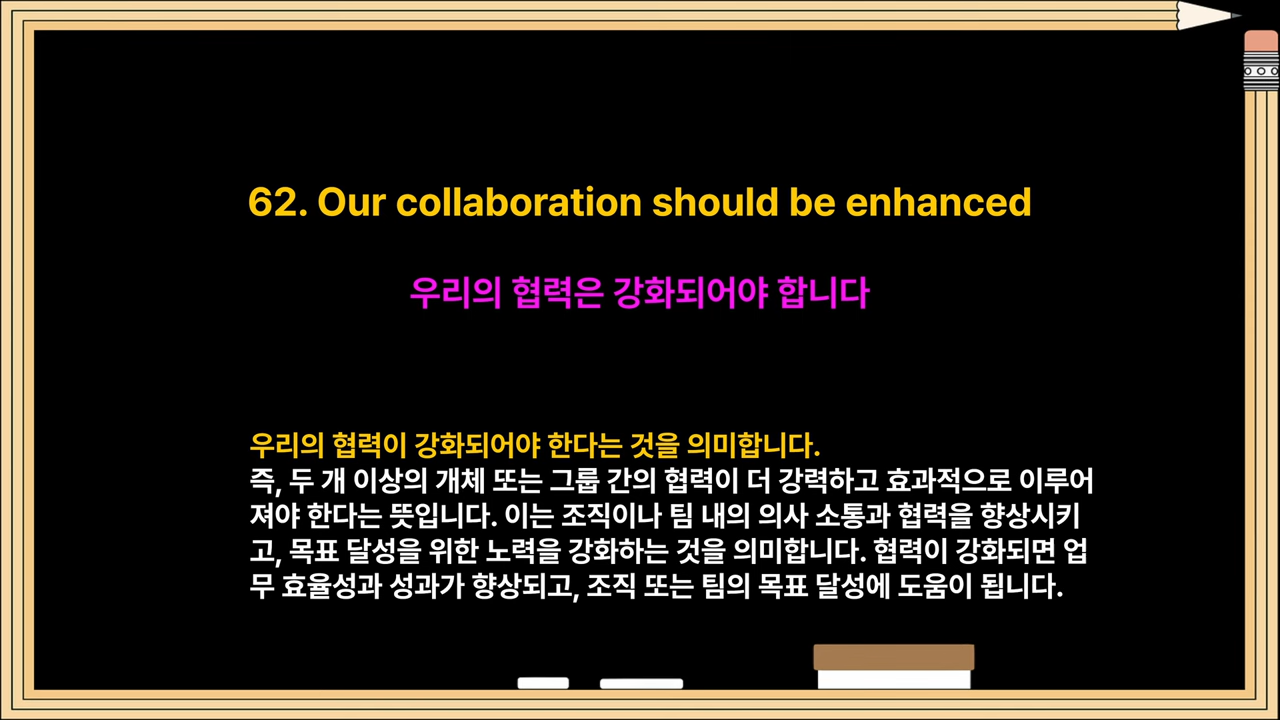 62. Our collaboration should be enhanced
우리의 협력은 강화되어야 합니다
우리의 협력이 강화되어야 한다는 것을 의미합니다.
즉, 두 개 이상의 개체 또는 그룹 간의 협력이 더 강력하고 효과적으로 이루어
져야 한다는 뜻입니다. 이는 조직이나 팀 내의 의사 소통과 협력을 향상시키
고, 목표 달성을 위한 노력을 강화하는 것을 의미합니다. 협력이 강화되면 업
무 효율성과 성과가 향상되고, 조직 또는 팀의 목표 달성에 도움이 됩니다.